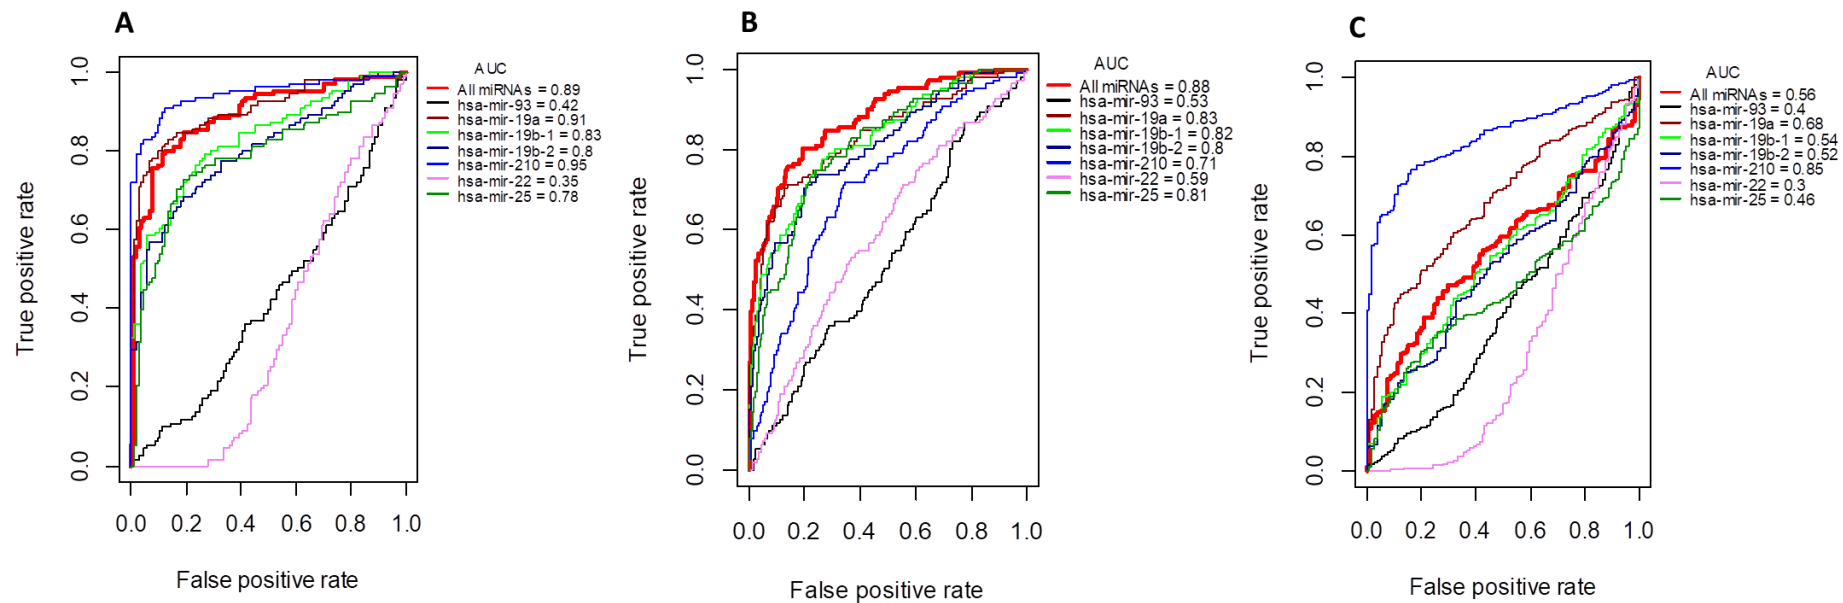 A
True positive rate
1.0
0.8
0.6
0.4
0.2
0.0
0.0 0.2 0.4 0.6 0.8 1.0
False positive rate
AUC
All miRNAs = 0.89
hsa-mir-93 = 0.42
hsa-mir-19a = 0.91
hsa-mir-19b-1 = 0.83
hsa-mir-19b-2 = 0.8
hsa-mir-210 = 0.95
hsa-mir-22 = 0.35
hsa-mir-25 = 0.78
B
True positive rate
1.0
0.8
0.6
0.4
0.2
0.0
0.0 0.2 0.4 0.6 0.8 1.0
False positive rate
AUC
All miRNAs = 0.88
hsa-mir-93 = 0.53
hsa-mir-19a = 0.83
hsa-mir-19b-1 = 0.82
hsa-mir-19b-2 = 0.8
hsa-mir-210 = 0.71
hsa-mir-22 = 0.59
hsa-mir-25 = 0.81
C
True positive rate
1.0
0.8
0.6
0.4
0.2
0.0
0.0 0.2 0.4 0.6 0.8 1.0
False positive rate
AUC
All miRNAs = 0.56
hsa-mir-93 = 0.4
hsa-mir-19a = 0.68
hsa-mir-19b-1 = 0.54
hsa-mir-19b-2 = 0.52
hsa-mir-210 = 0.85
hsa-mir-22 = 0.3
hsa-mir-25 = 0.46